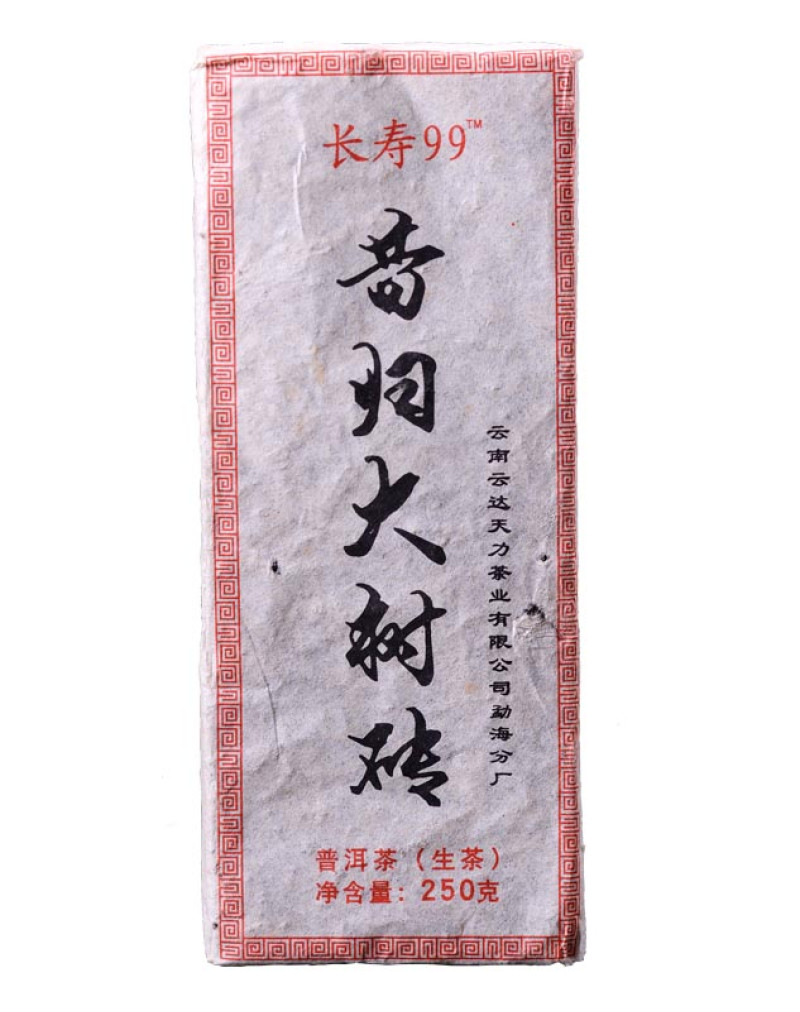 长寿99™
昔归大树砖
云南云达天力茶业有限公司勐海分厂
普洱茶（生茶）
净含量：250克